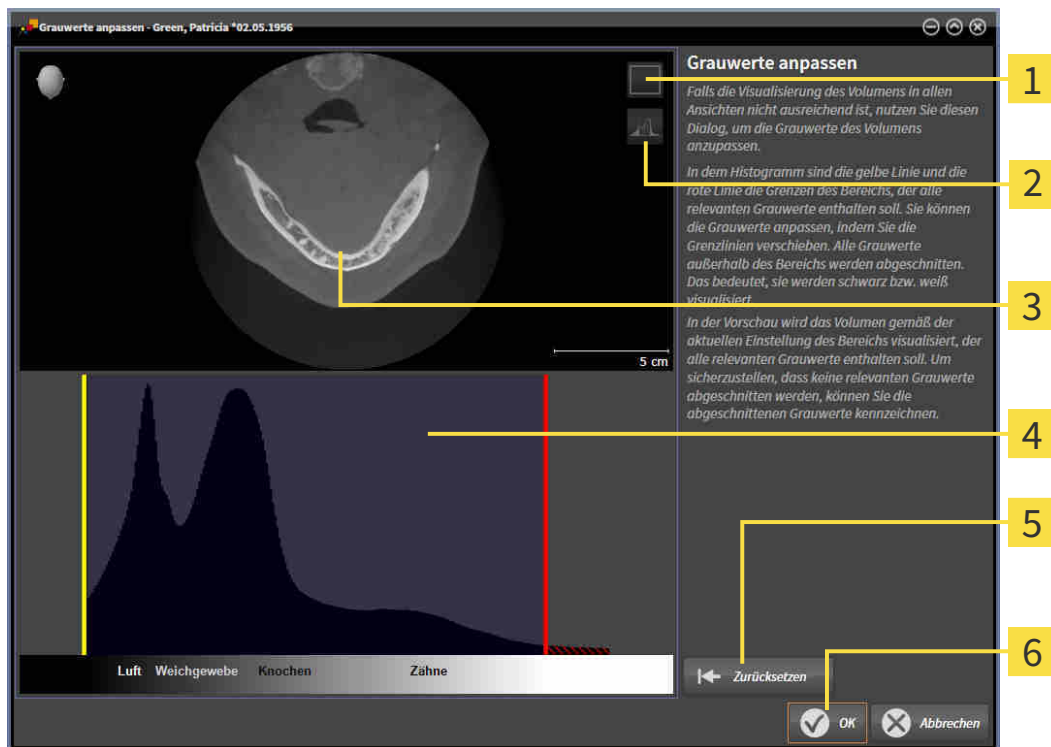 Grauwerte anpassen - Green, Patricia *02.05.1956
5 cm
Luft Weichgewebe Knochen Zähne
Grauwerte anpassen
Falls die Visualisierung des Volumens in allen
Ansichten nicht ausreichend ist, nutzen Sie diesen
Dialog, um die Grauwerte des Volumens
anzupassen.
In dem Histogramm sind die gelbe Linie und die
rote Linie die Grenzen des Bereichs, der alle
relevanten Grauwerte enthalten soll. Sie können
die Grauwerte anpassen, indem Sie die
Grenzlinien verschieben. Alle Grauwerte
außerhalb des Bereichs werden abgeschnitten.
Das bedeutet, sie werden schwarz bzw. weiß
visualisiert.
In der Vorschau wird das Volumen gemäß der
aktuellen Einstellung des Bereichs visualisiert, der
alle relevanten Grauwerte enthalten soll. Um
sicherzustellen, dass keine relevanten Grauwerte
abgeschnitten werden, können Sie die
abgeschnittenen Grauwerte kennzeichnen.
Zurücksetzen
OK Abbrechen
1
2
3
4
5
6